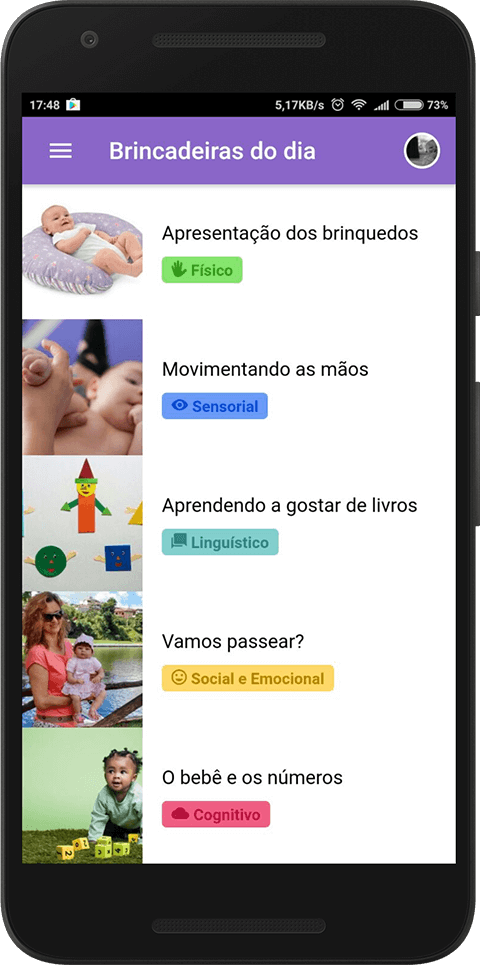 17:48 5,17KB/s 73%
Brincadeiras do dia
Apresentação dos brinquedos
Físico
Movimentando as mãos
Sensorial
Aprendendo a gostar de livros
Linguístico
Vamos passear?
Social e Emocional
O bebê e os números
Cognitivo